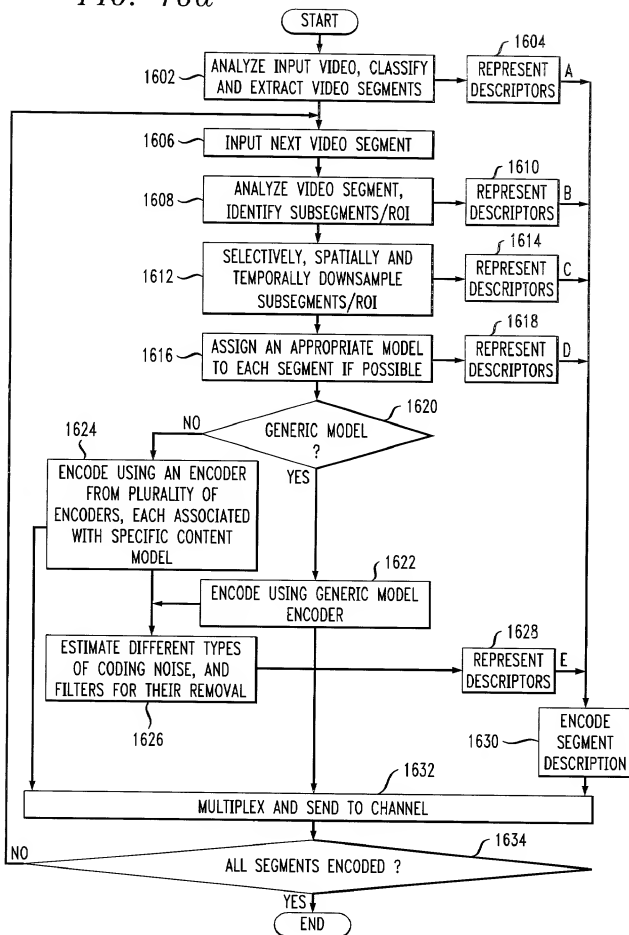 FIG. 16a
START
1602
ANALYZE INPUT VIDEO, CLASSIFY
AND EXTRACT VIDEO SEGMENTS
1604
REPRESENT
DESCRIPTORS
A
1606
INPUT NEXT VIDEO SEGMENT
1608
ANALYZE VIDEO SEGMENT,
IDENTIFY SUBSEGMENTS/ROI
1610
REPRESENT
DESCRIPTORS
B
1612
SELECTIVELY, SPATIALLY AND
TEMPORALLY DOWNSAMPLE
SUBSEGMENTS/ROI
1614
REPRESENT
DESCRIPTORS
C
1616
ASSIGN AN APPROPRIATE MODEL
TO EACH SEGMENT IF POSSIBLE
1618
REPRESENT
DESCRIPTORS
D
1620
GENERIC MODEL
?
NO
YES
1624
ENCODE USING AN ENCODER
FROM PLURALITY OF
ENCODERS, EACH ASSOCIATED
WITH SPECIFIC CONTENT
MODEL
1622
ENCODE USING GENERIC MODEL
ENCODER
ESTIMATE DIFFERENT TYPES
OF CODING NOISE, AND
FILTERS FOR THEIR REMOVAL
1626
1628
REPRESENT
DESCRIPTORS
E
1630
ENCODE
SEGMENT
DESCRIPTION
1632
MULTIPLEX AND SEND TO CHANNEL
1634
ALL SEGMENTS ENCODED ?
NO
YES
END